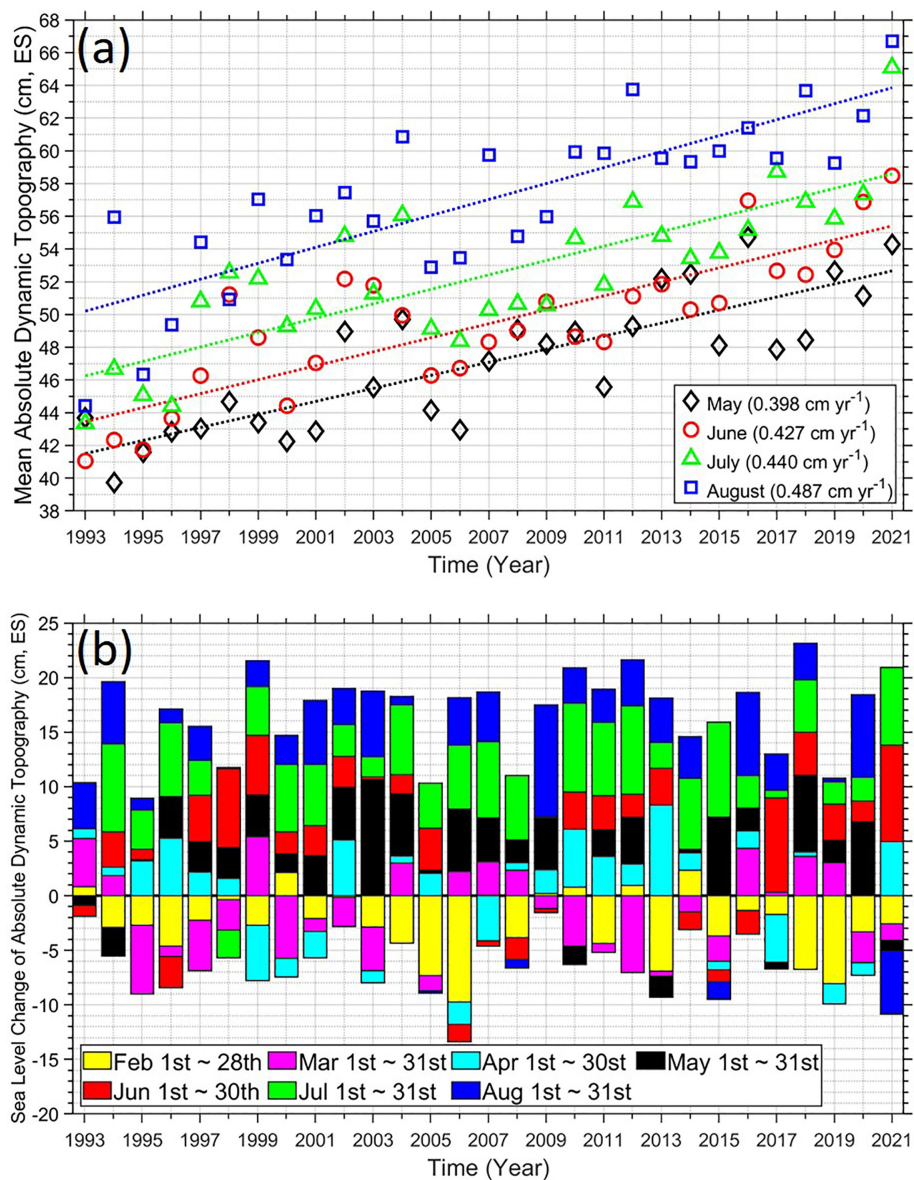 (a)
Mean Absolute Dynamic Topography (cm, ES)
68
66
64
62
60
58
56
54
52
50
48
46
44
42
40
38
May (0.398 cm yr⁻¹)
June (0.427 cm yr⁻¹)
July (0.440 cm yr⁻¹)
August (0.487 cm yr⁻¹)
1993 1995 1997 1999 2001 2003 2005 2007 2009 2011 2013 2015 2017 2019 2021
Time (Year)
(b)
Sea Level Change of Absolute Dynamic Topography (cm, ES)
25
20
15
10
5
0
-5
-10
-15
-20
Feb 1st ~ 28th Mar 1st ~ 31st Apr 1st ~ 30st May 1st ~ 31st
Jun 1st ~ 30th Jul 1st ~ 31st Aug 1st ~ 31st
1993 1995 1997 1999 2001 2003 2005 2007 2009 2011 2013 2015 2017 2019 2021
Time (Year)